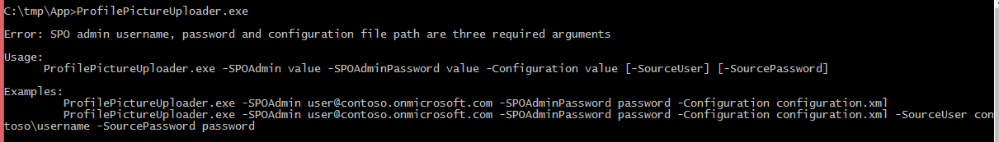 C:\tmp\App>ProfilePictureUploader.exe
Error: SPO admin username, password and configuration file path are three required arguments
Usage:
ProfilePictureUploader.exe -SPOAdmin value -SPOAdminPassword value -Configuration value [-SourceUser] [-SourcePassword]
Examples:
ProfilePictureUploader.exe -SPOAdmin user@contoso.onmicrosoft.com -SPOAdminPassword password -Configuration configuration.xml
ProfilePictureUploader.exe -SPOAdmin user@contoso.onmicrosoft.com -SPOAdminPassword password -Configuration configuration.xml -SourceUser con
toso\username -SourcePassword password